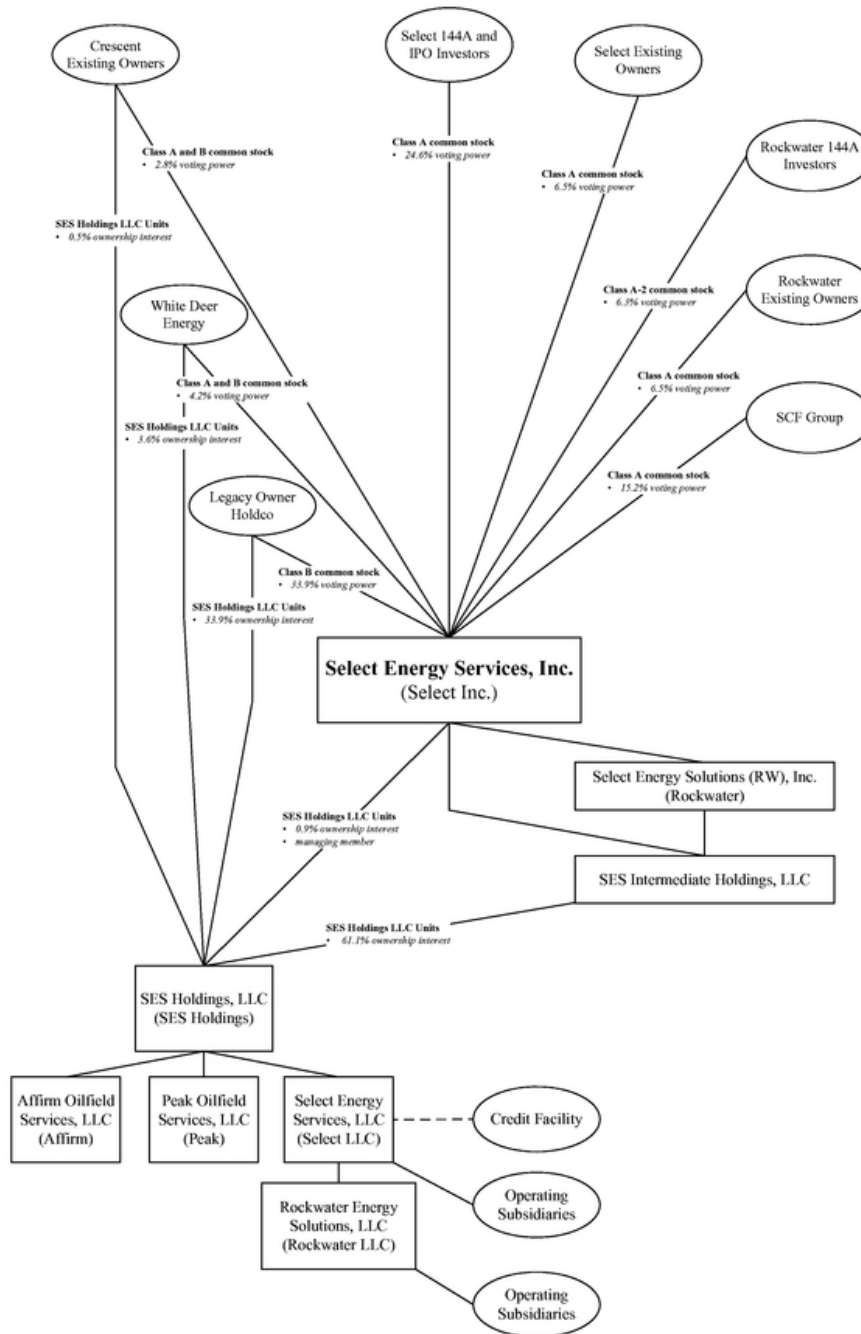 Crescent
Existing Owners
Select 144A and
IPO Investors
Select Existing
Owners
Rockwater 144A
Investors
Rockwater
Existing Owners
SCF Group
Class A and B common stock
• 2.8% voting power
Class A common stock
• 24.6% voting power
Class A common stock
• 6.5% voting power
SES Holdings LLC Units
• 0.5% ownership interest
White Deer
Energy
Class A-2 common stock
• 6.3% voting power
Class A and B common stock
• 4.2% voting power
Class A common stock
• 6.5% voting power
SES Holdings LLC Units
• 3.6% ownership interest
Legacy Owner
Holdco
Class A common stock
• 15.2% voting power
Class B common stock
• 33.9% voting power
SES Holdings LLC Units
• 33.9% ownership interest
Select Energy Services, Inc.
(Select Inc.)
Select Energy Solutions (RW), Inc.
(Rockwater)
SES Holdings LLC Units
• 0.9% ownership interest
• managing member
SES Intermediate Holdings, LLC
SES Holdings LLC Units
• 61.1% ownership interest
SES Holdings, LLC
(SES Holdings)
Affirm Oilfield
Services, LLC
(Affirm)
Peak Oilfield
Services, LLC
(Peak)
Select Energy
Services, LLC
(Select LLC)
Credit Facility
Rockwater Energy
Solutions, LLC
(Rockwater LLC)
Operating
Subsidiaries
Operating
Subsidiaries